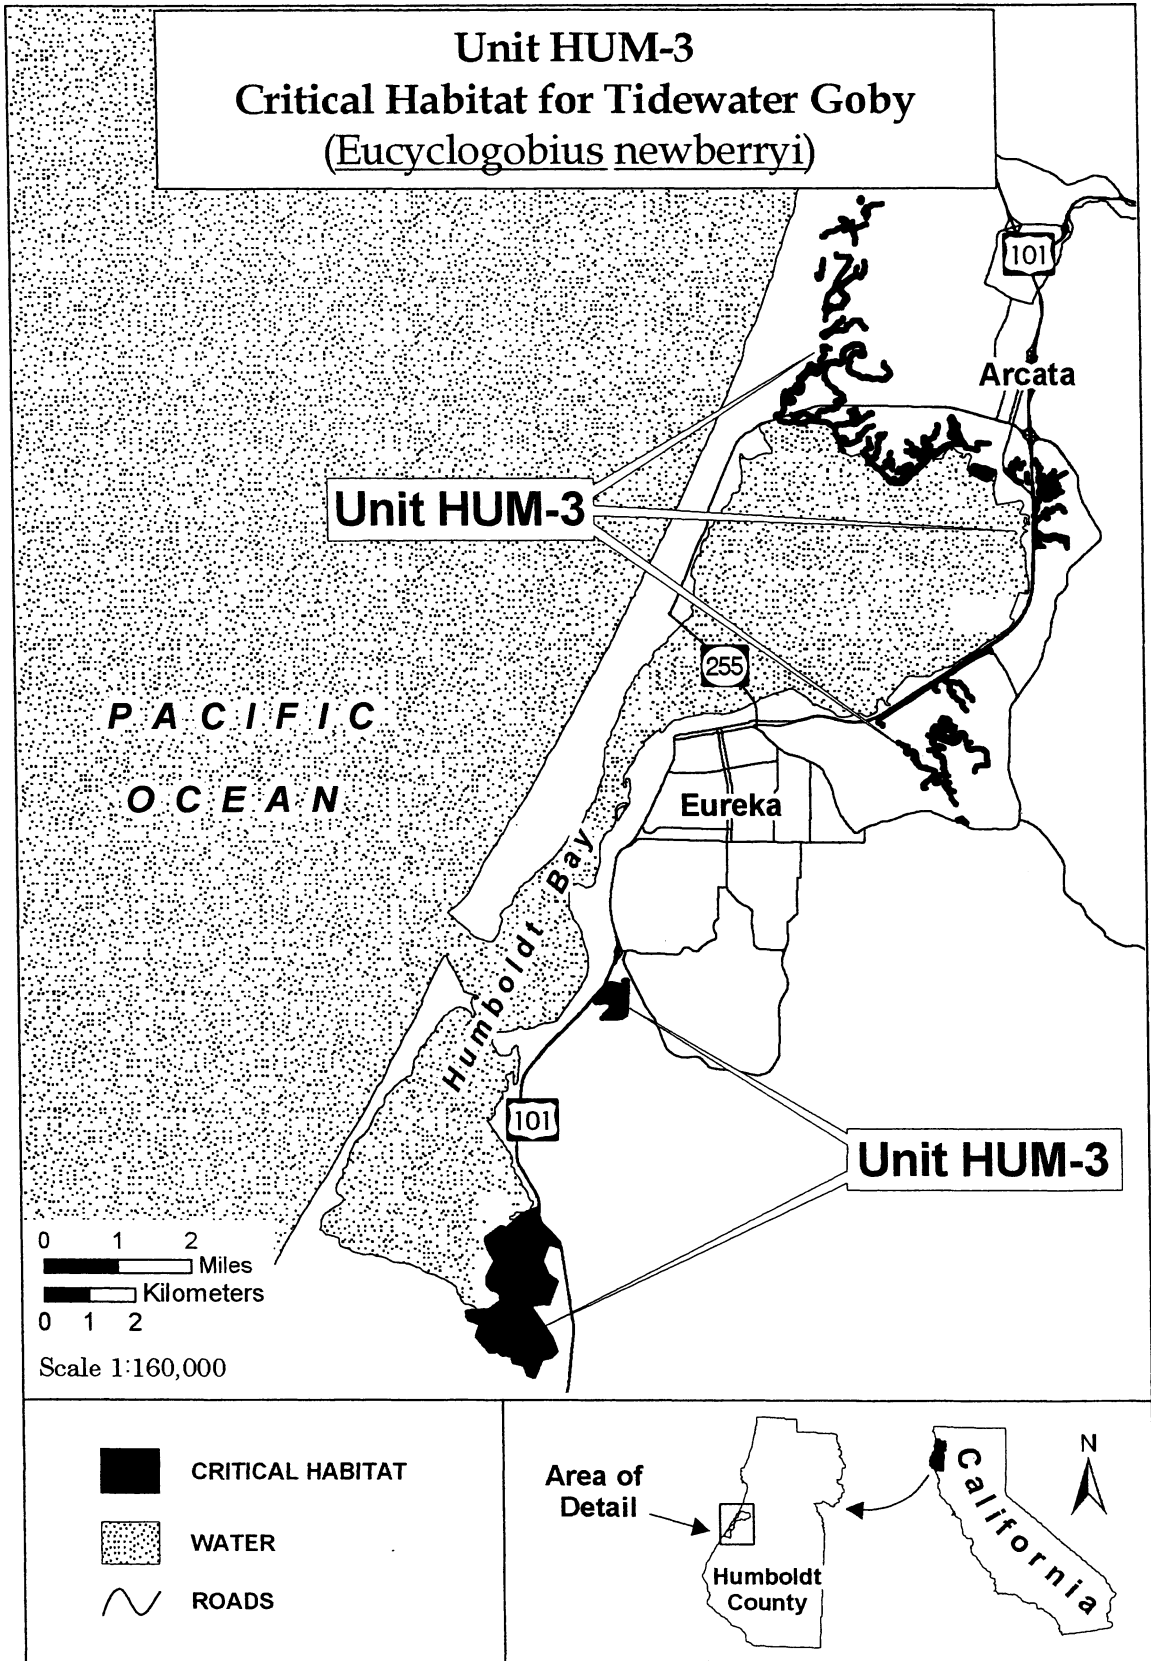 Unit HUM-3
Critical Habitat for Tidewater Goby
(Eucyclogobius newberryi)
101
Arcata
Unit HUM-3
255
PACIFIC
OCEAN
Eureka
Humboldt Bay
101
Unit HUM-3
0 1 2
Miles
Kilometers
0 1 2
Scale 1:160,000
CRITICAL HABITAT
WATER
ROADS
Area of
Detail
Humboldt
County
California
N